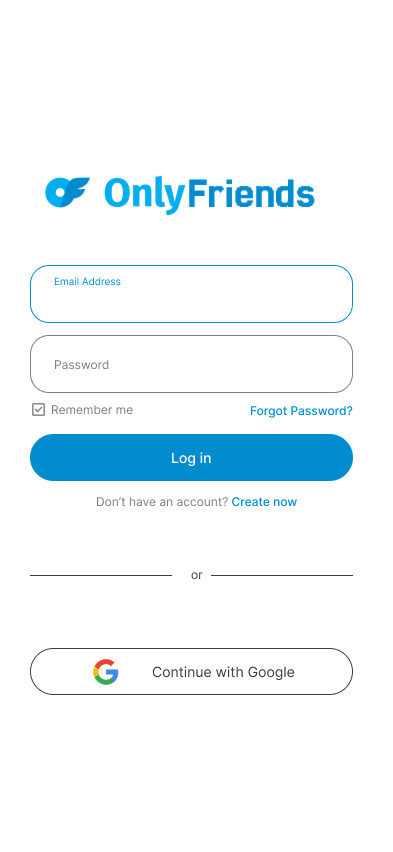 OnlyFriends
Email Address
Password
Remember me
Forgot Password?
Log in
Don't have an account? Create now
or
Continue with Google